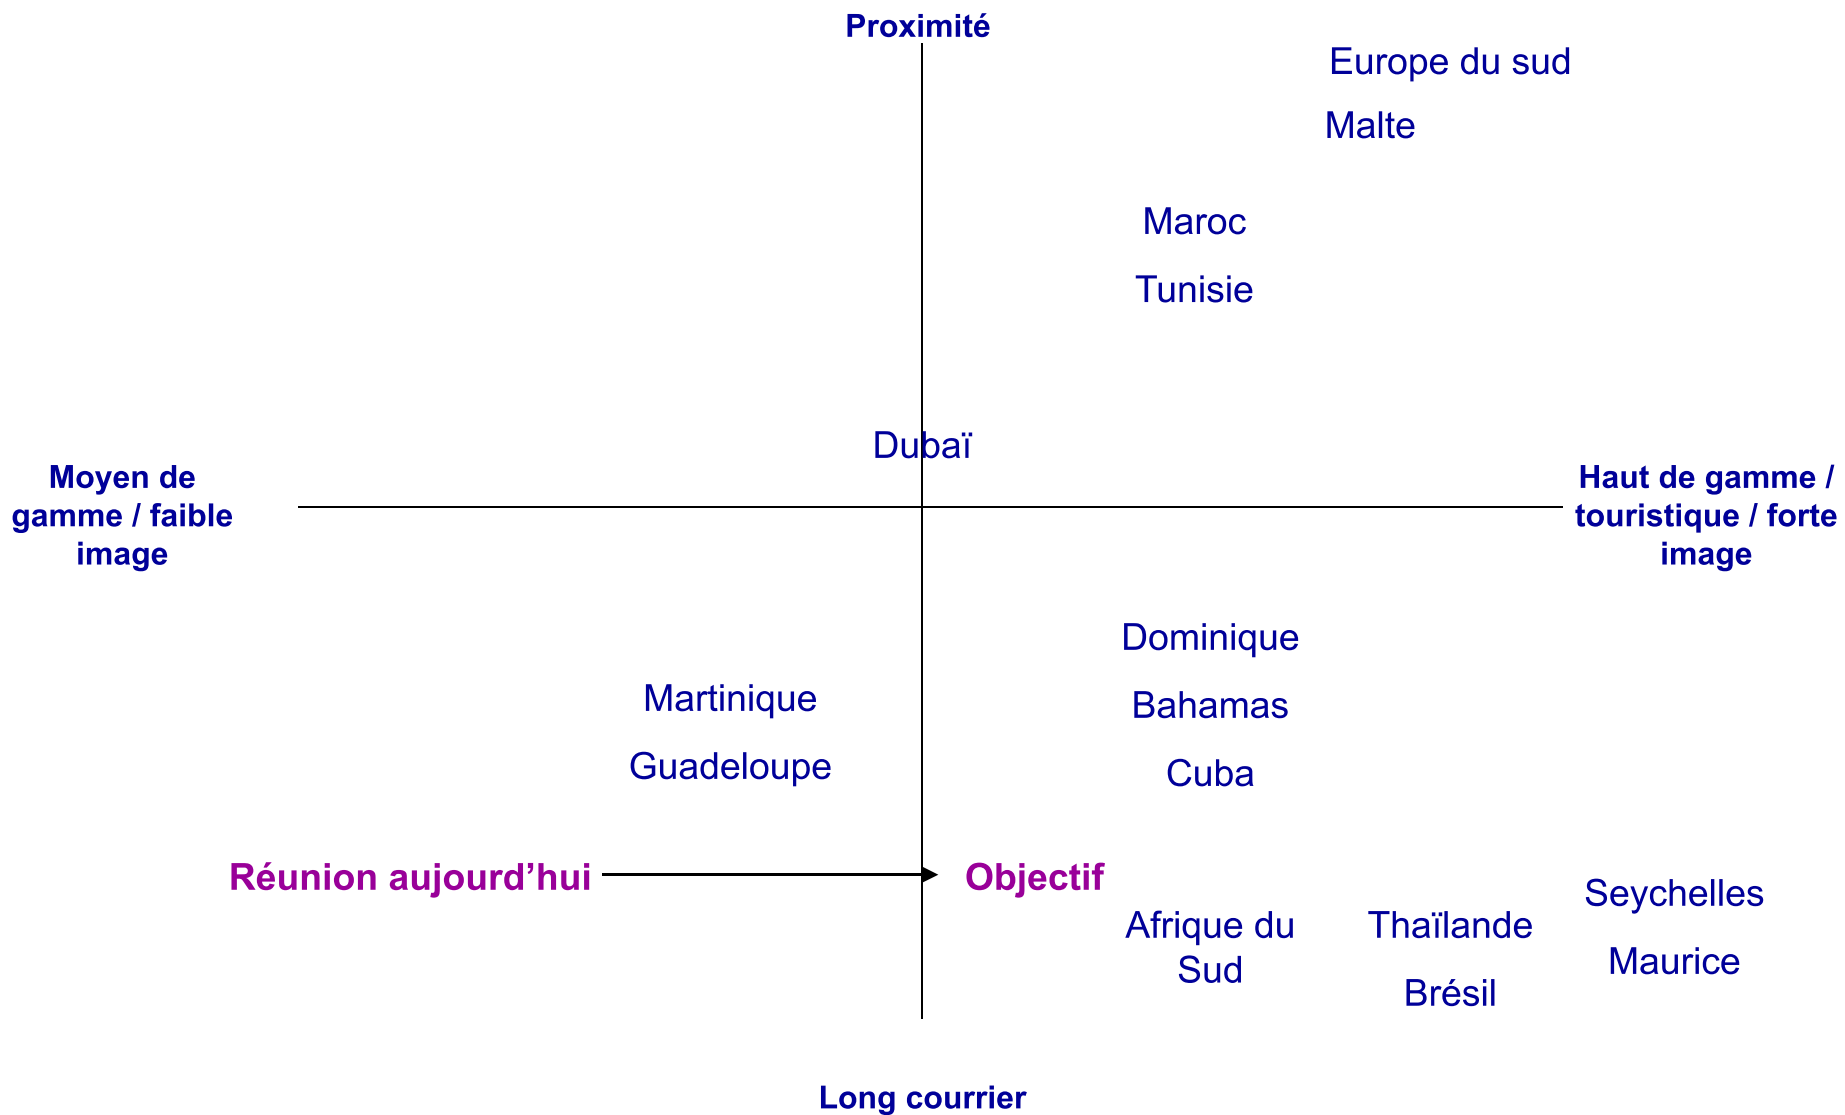 Proximité
Europe du sud
Malte
Maroc
Tunisie
Dubaï
Moyen de
gamme / faible
image
Haut de gamme /
touristique / forte
image
Dominique
Martinique
Bahamas
Guadeloupe
Cuba
Réunion aujourd’hui
Objectif
Seychelles
Afrique du
Sud
Thaïlande
Maurice
Brésil
Long courrier